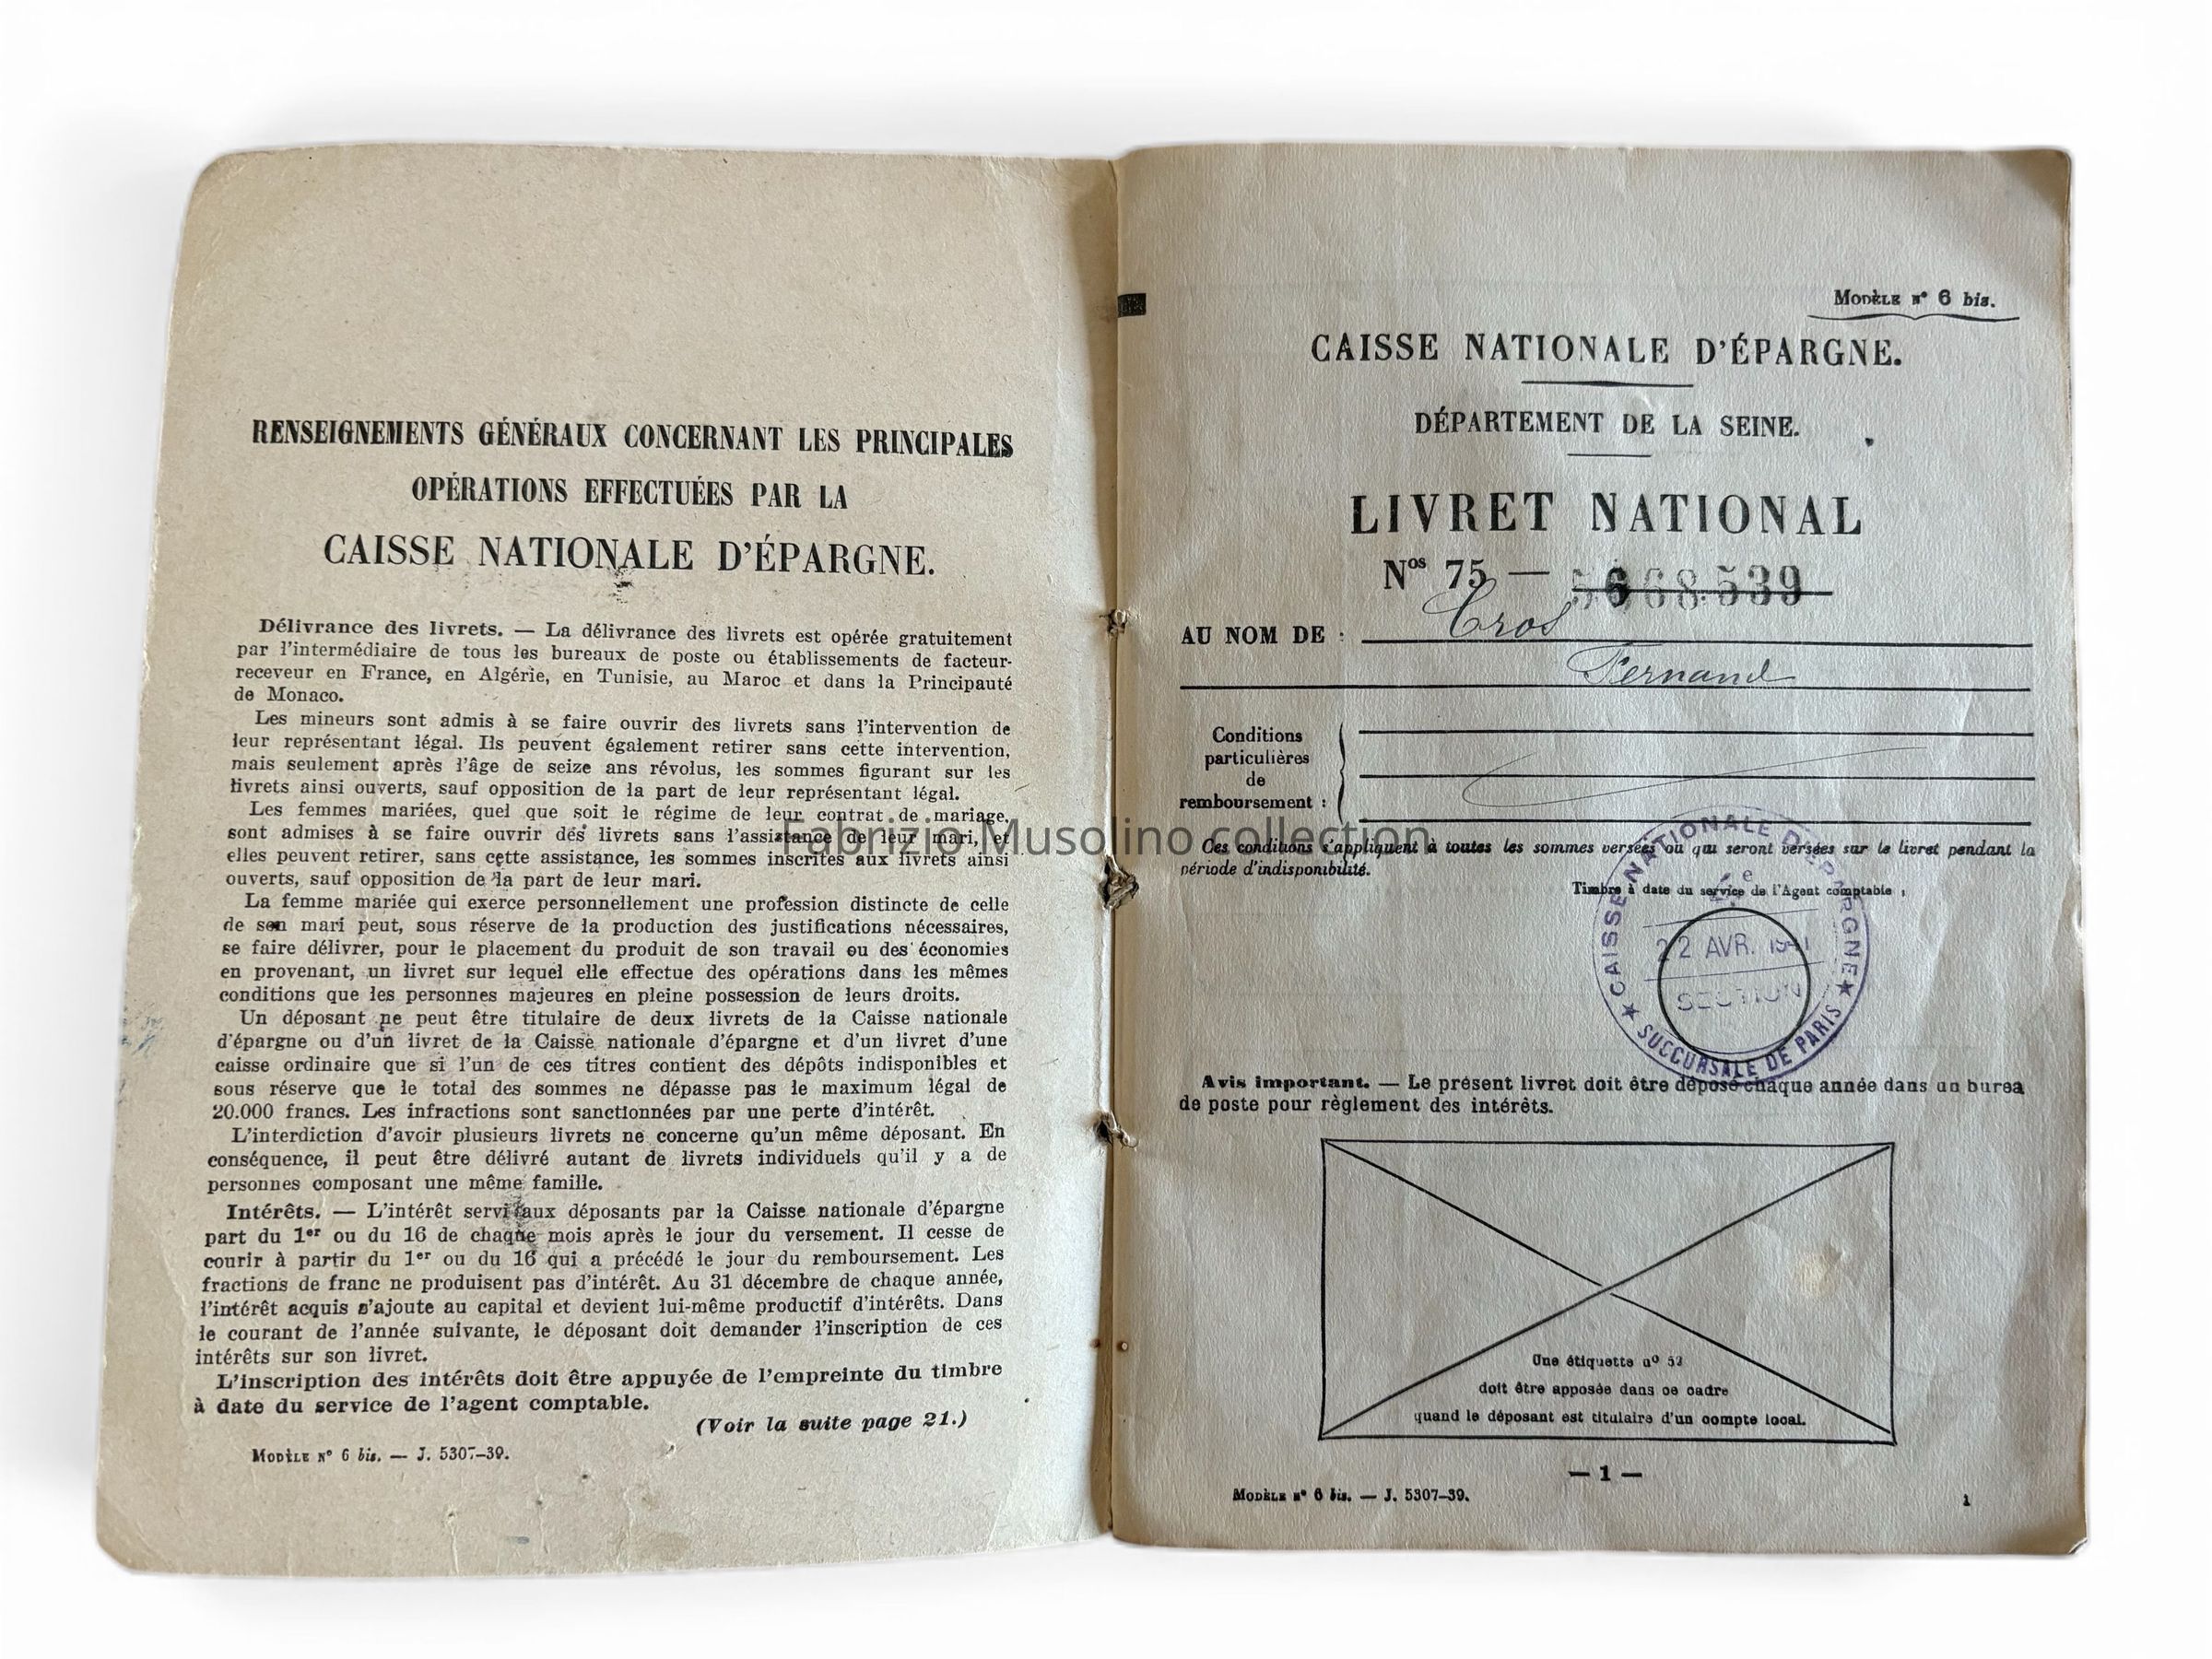 RENSEIGNEMENTS GÉNÉRAUX CONCERNANT LES PRINCIPALES
OPÉRATIONS EFFECTUÉES PAR LA
CAISSE NATIONALE D'ÉPARGNE.
Délivrance des livrets. — La délivrance des livrets est opérée gratuitement
par l'intermédiaire de tous les bureaux de poste ou établissements de facteur-
receveur en France, en Algérie, en Tunisie, au Maroc et dans la Principauté
de Monaco.
Les mineurs sont admis à se faire ouvrir des livrets sans l'intervention de
leur représentant légal. Ils peuvent également retirer sans cette intervention,
mais seulement après l'âge de seize ans révolus, les sommes figurant sur les
livrets ainsi ouverts, sauf opposition de la part de leur représentant légal.
Les femmes mariées, quel que soit le régime de leur contrat de mariage,
sont admises à se faire ouvrir des livrets sans l'assistance de leur mari, et
elles peuvent retirer, sans cette assistance, les sommes inscrites aux livrets ainsi
ouverts, sauf opposition de la part de leur mari.
La femme mariée qui exerce personnellement une profession distincte de celle
de son mari peut, sous réserve de la production des justifications nécessaires,
se faire délivrer, pour le placement du produit de son travail ou des économies
en provenant, un livret sur lequel elle effectue des opérations dans les mêmes
conditions que les personnes majeures en pleine possession de leurs droits.
Un déposant ne peut être titulaire de deux livrets de la Caisse nationale
d'épargne ou d'un livret de la Caisse nationale d'épargne et d'un livret d'une
caisse ordinaire que si l'un de ces titres contient des dépôts indisponibles et
sous réserve que le total des sommes ne dépasse pas le maximum légal de
20.000 francs. Les infractions sont sanctionnées par une perte d'intérêt.
L'interdiction d'avoir plusieurs livrets ne concerne qu'un même déposant. En
conséquence, il peut être délivré autant de livrets individuels qu'il y a de
personnes composant une même famille.
Intérêts. — L'intérêt servi aux déposants par la Caisse nationale d'épargne
part du 1er ou du 16 de chaque mois après le jour du versement. Il cesse de
courir à partir du 1er ou du 16 qui a précédé le jour du remboursement. Les
fractions de franc ne produisent pas d'intérêt. Au 31 décembre de chaque année,
l'intérêt acquis s'ajoute au capital et devient lui-même productif d'intérêts. Dans
le courant de l'année suivante, le déposant doit demander l'inscription de ces
intérêts sur son livret.
L'inscription des intérêts doit être appuyée de l'empreinte du timbre
à date du service de l'agent comptable.
(Voir la suite page 21.)
MODÈLE N° 6 bis. — J. 5307-39.
MODÈLE N° 6 bis.
CAISSE NATIONALE D'ÉPARGNE.
DÉPARTEMENT DE LA SEINE.
LIVRET NATIONAL
Nos 75 — 5668.539
AU NOM DE : Cros
Fernand
Conditions
particulières
de
remboursement :
Ces conditions s'appliquent à toutes les sommes versées ou qui seront versées sur le livret pendant la
période d'indisponibilité.
Timbre à date du service de l'Agent comptable :
CAISSE NATIONALE D'ÉPARGNE
22 AVR. 1941
SECTION
SUCCURSALE DE PARIS
Avis important. — Le présent livret doit être déposé chaque année dans un burea
de poste pour règlement des intérêts.
Une étiquette n° 52
doit être apposée dans ce cadre
quand le déposant est titulaire d'un compte local.
— 1 —
MODÈLE N° 6 bis. — J. 5307-39.
1
Fabrizio Musolino collection